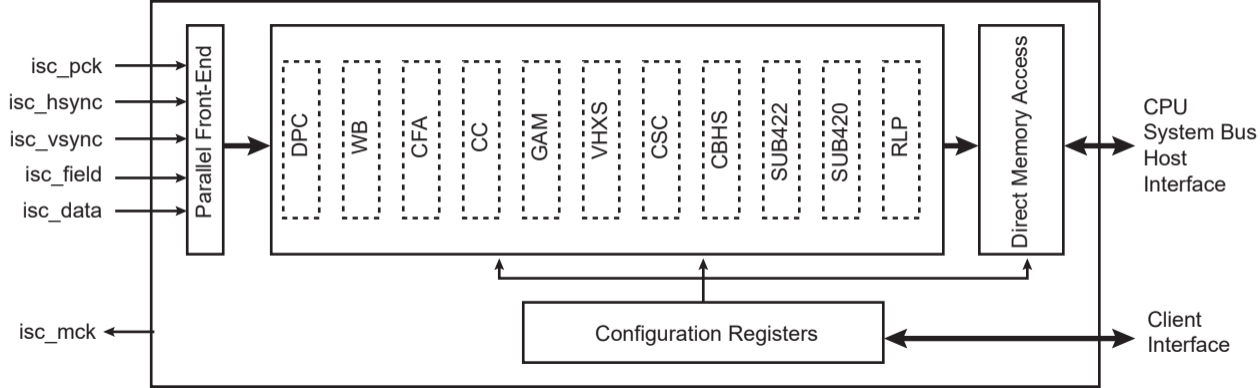 isc_pck
isc_hsync
isc_vsync
isc_field
isc_data
isc_mck
Parallel Front-End
DPC
WB
CFA
CC
GAM
VHXS
CSC
CBHS
SUB422
SUB420
RLP
Direct Memory Access
CPU
System Bus
Host
Interface
Configuration Registers
Client
Interface